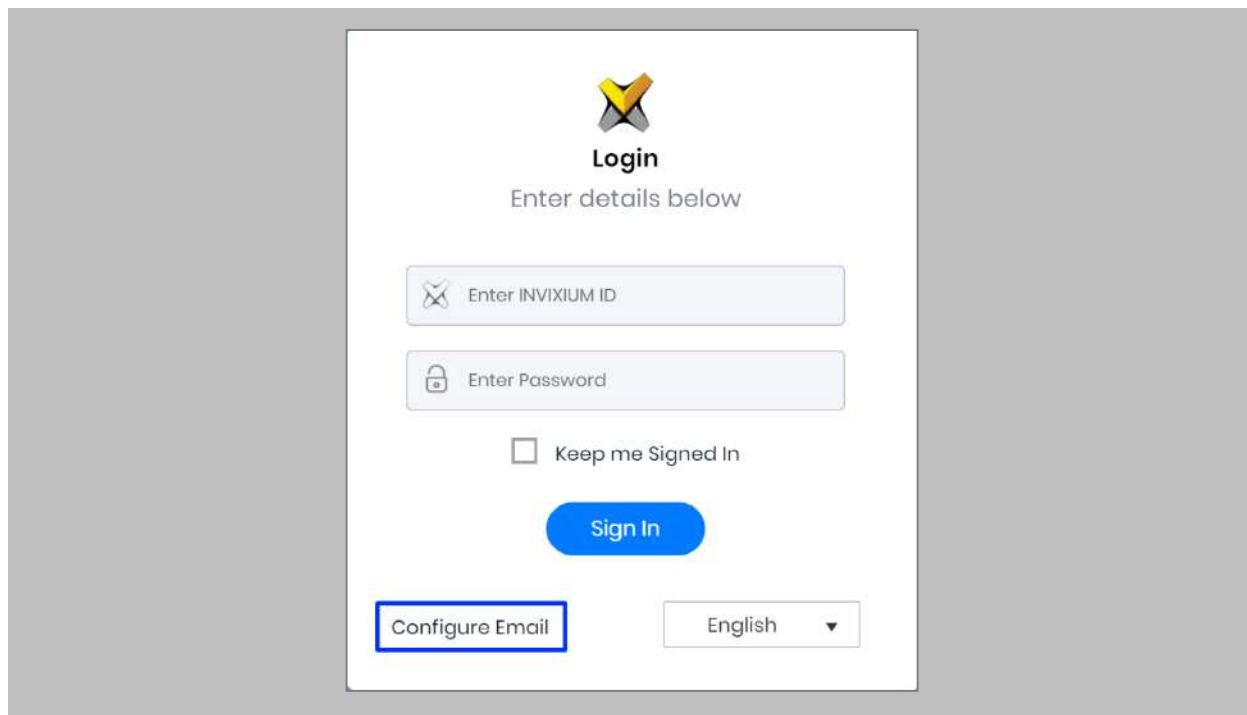 Login
Enter details below
Enter INVIXIUM ID
Enter Password
Keep me Signed In
Sign In
Configure Email
English